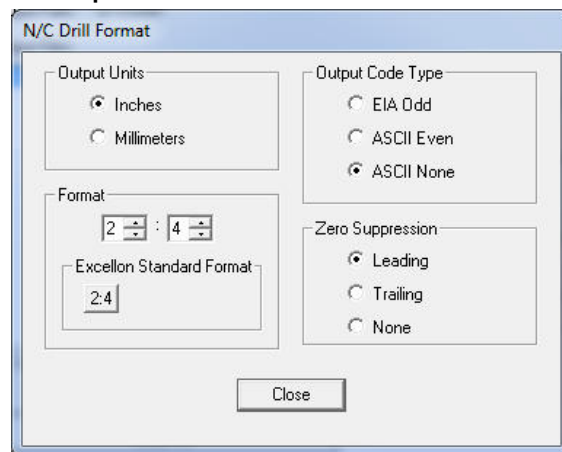 N/C Drill Format
Output Units
Inches
Millimeters
Format
2 : 4
Excellon Standard Format
2:4
Output Code Type
EIA Odd
ASCII Even
ASCII None
Zero Suppression
Leading
Trailing
None
Close